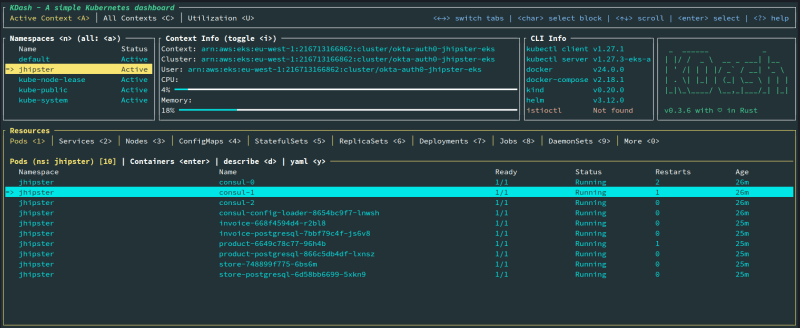 KDash - A simple Kubernetes dashboard
Active Context <A> | All Contexts <C> | Utilization <U>
<←→> switch tabs | <char> select block | <↑↓> scroll | <enter> select | <?> help
Namespaces <n> (all: <a>)
Name Status
default Active
=> jhipster Active
kube-node-lease Active
kube-public Active
kube-system Active
Context Info (toggle <i>)
Context: arn:aws:eks:eu-west-1:216713166862:cluster/okta-auth0-jhipster-eks
Cluster: arn:aws:eks:eu-west-1:216713166862:cluster/okta-auth0-jhipster-eks
User: arn:aws:eks:eu-west-1:216713166862:cluster/okta-auth0-jhipster-eks
CPU:
4%
Memory:
18%
CLI Info
kubectl client v1.27.1
kubectl server v1.27.3-eks-a
docker v24.0.0
docker-compose v2.18.1
kind v0.20.0
helm v3.12.0
istioctl Not found
KDash
v0.3.6 with ♡ in Rust
Resources
Pods <1> | Services <2> | Nodes <3> | ConfigMaps <4> | StatefulSets <5> | ReplicaSets <6> | Deployments <7> | Jobs <8> | DaemonSets <9> | More <0>
Pods (ns: jhipster) [10] | Containers <enter> | describe <d> | yaml <y>
Namespace Name Ready Status Restarts Age
jhipster consul-0 1/1 Running 2 26m
=> jhipster consul-1 1/1 Running 1 26m
jhipster consul-2 1/1 Running 0 26m
jhipster consul-config-loader-8654bc9f7-lnwsh 1/1 Running 0 26m
jhipster invoice-668f4594d4-r2bl8 1/1 Running 0 25m
jhipster invoice-postgresql-7bbf79c4f-js6v8 1/1 Running 0 25m
jhipster product-6649c78c77-96h4b 1/1 Running 1 25m
jhipster product-postgresql-866c5db4df-lxnsz 1/1 Running 0 25m
jhipster store-748899f775-6bs6m 1/1 Running 0 25m
jhipster store-postgresql-6d58bb6699-5xkn9 1/1 Running 0 25m